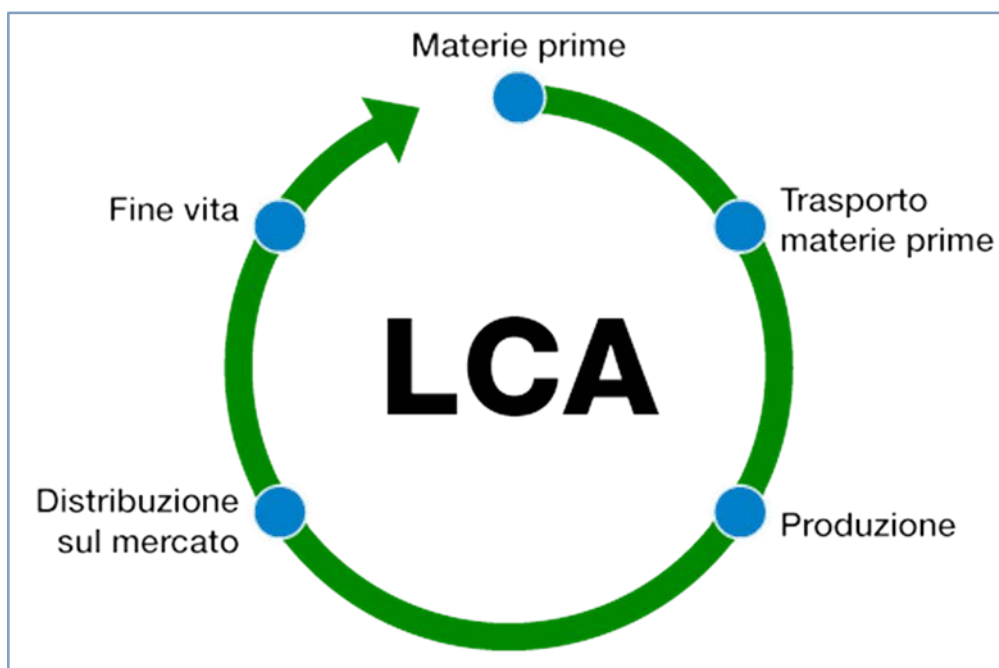 Materie prime
Trasporto
materie prime
Fine vita
LCA
Distribuzione
sul mercato
Produzione